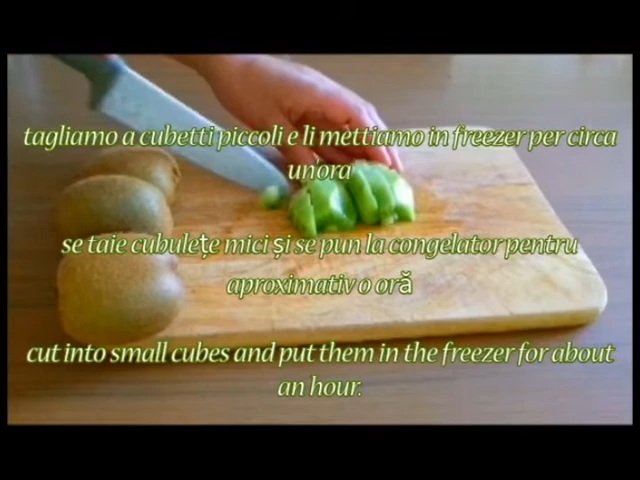 tagliamo a cubetti piccoli e li mettiamo in freezer per circa
unora
se taie cubulețe mici și se pun la congelator pentru
aproximativ o oră
cut into small cubes and put them in the freezer for about
an hour.